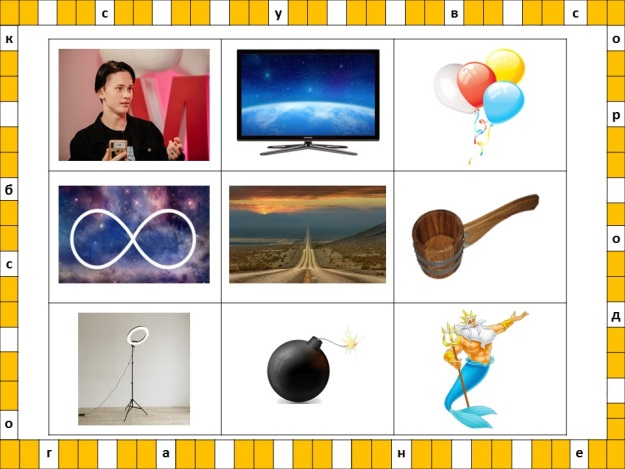 с у в с
к о
р
б о
с
д
о
г а н е